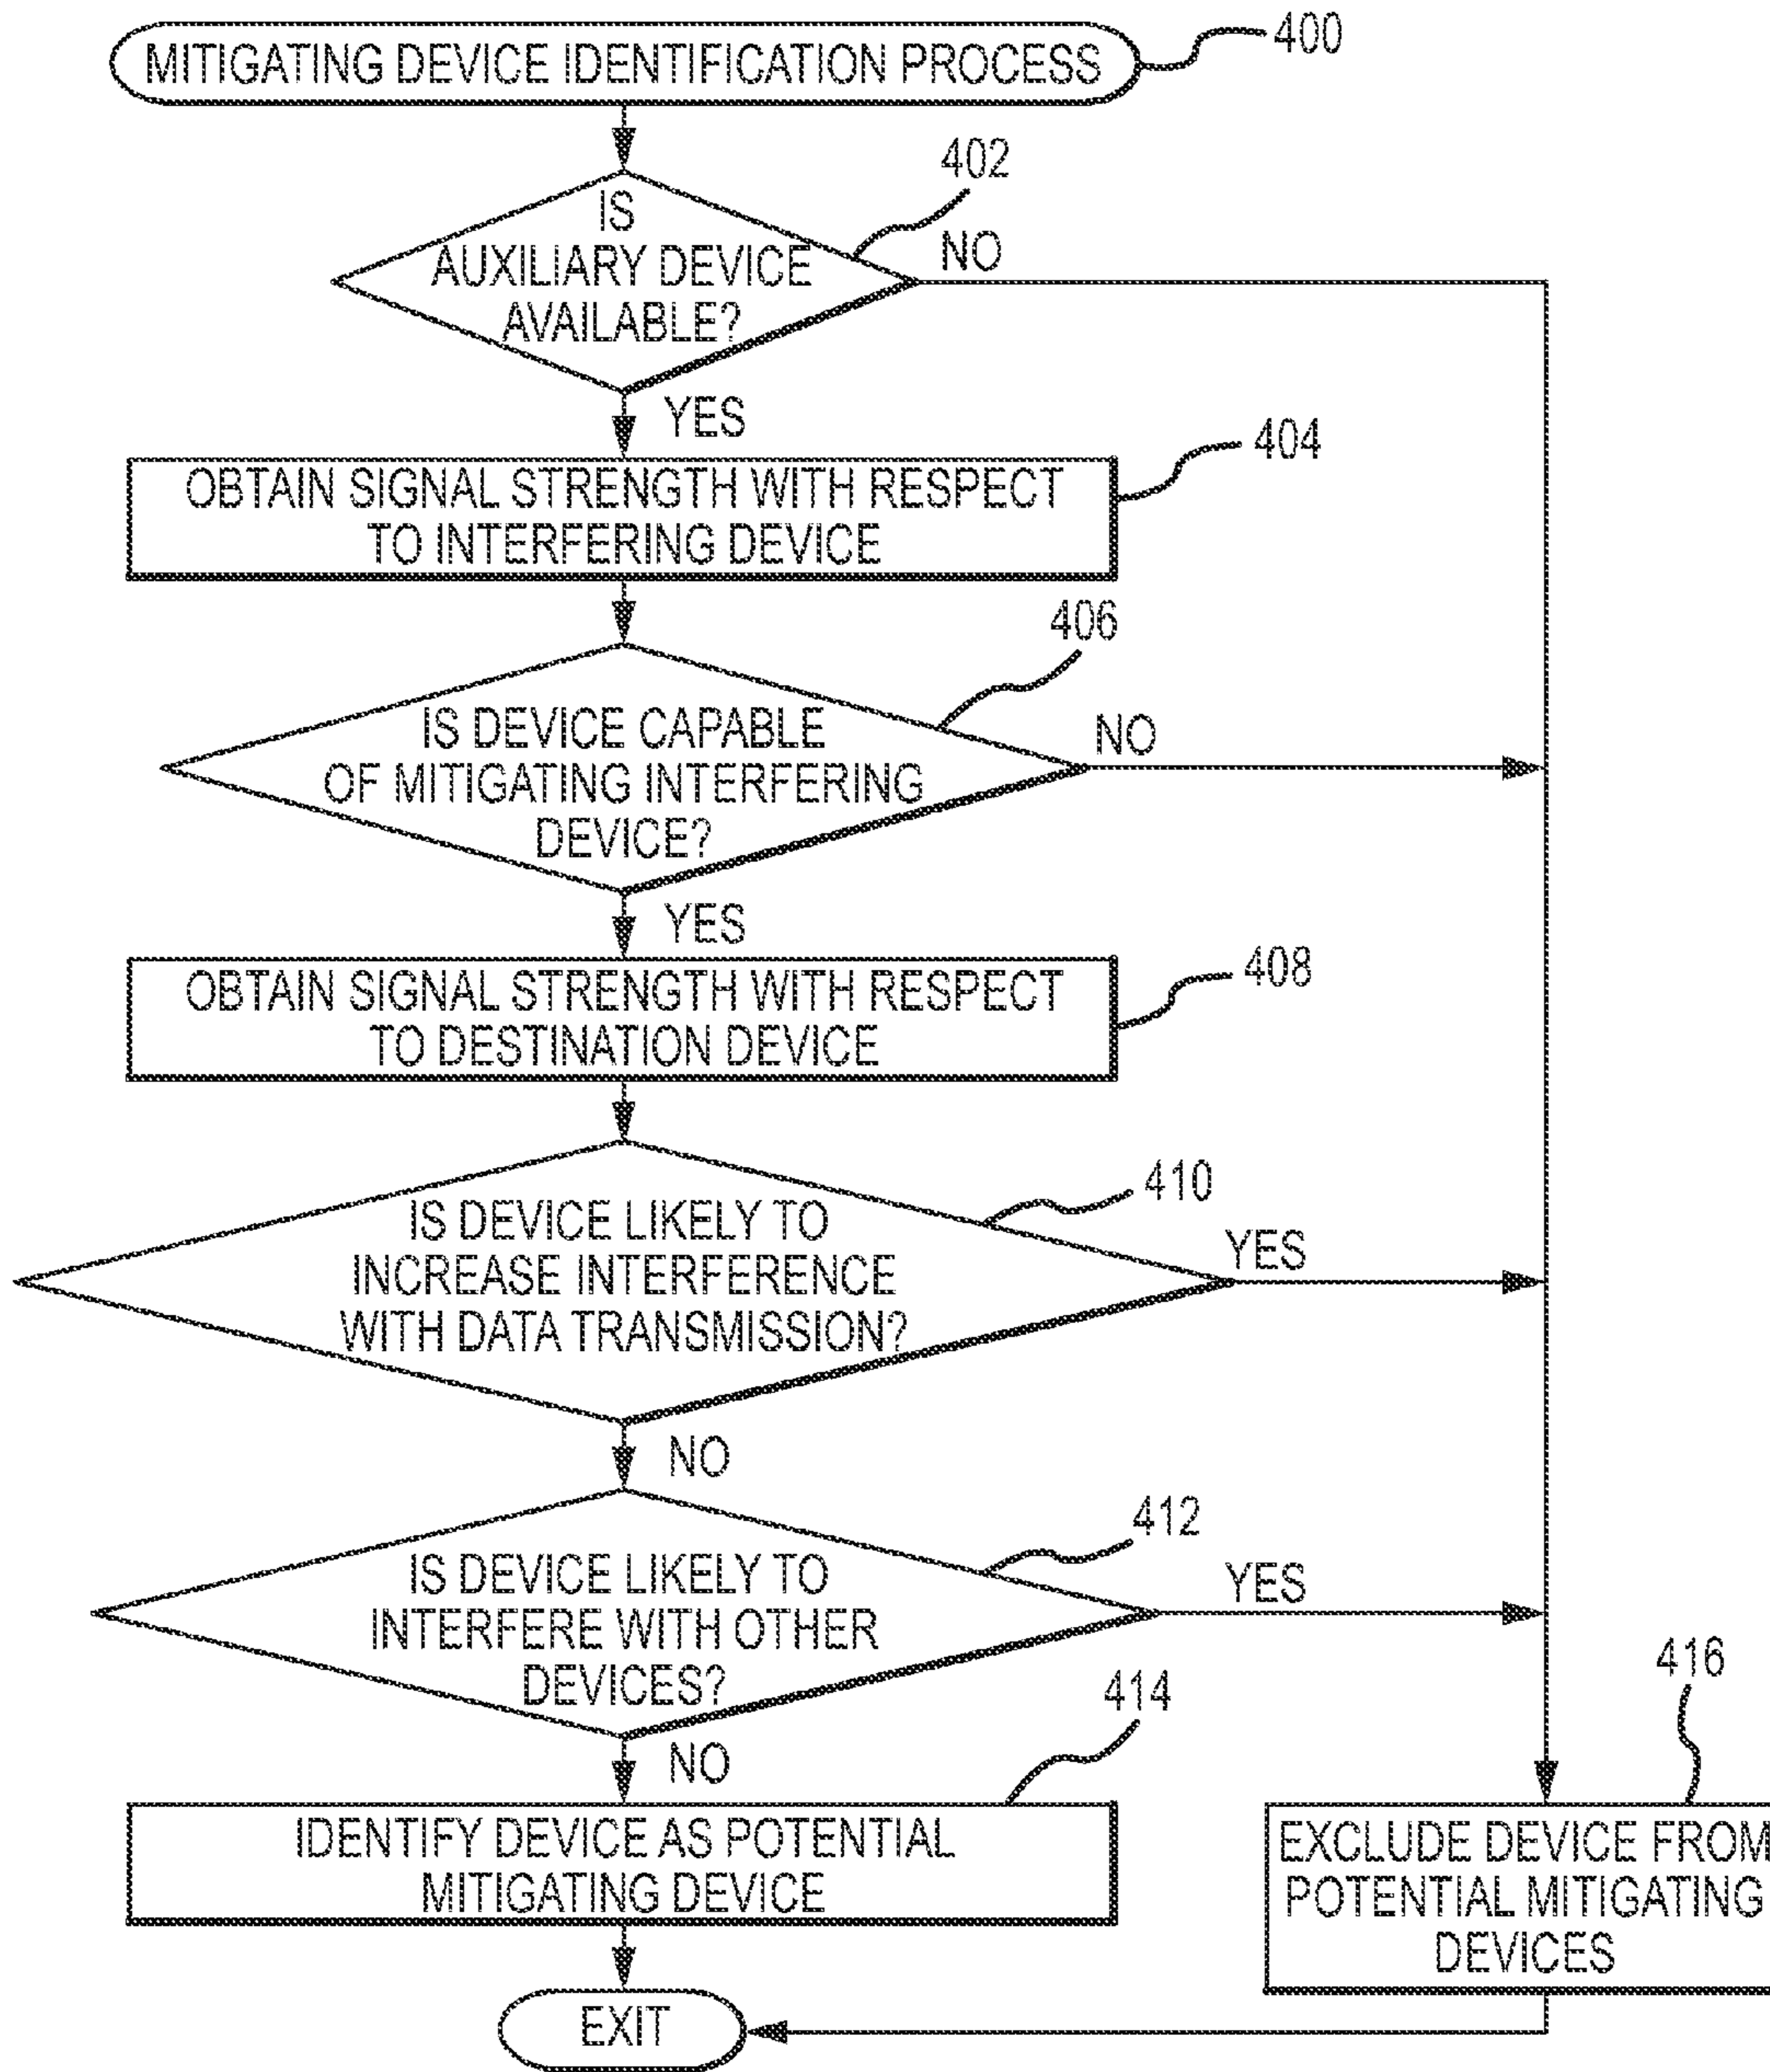 MITIGATING DEVICE IDENTIFICATION PROCESS
400
402
IS
AUXILIARY DEVICE
AVAILABLE?
NO
YES
404
OBTAIN SIGNAL STRENGTH WITH RESPECT
TO INTERFERING DEVICE
406
IS DEVICE CAPABLE
OF MITIGATING INTERFERING
DEVICE?
NO
YES
408
OBTAIN SIGNAL STRENGTH WITH RESPECT
TO DESTINATION DEVICE
410
IS DEVICE LIKELY TO
INCREASE INTERFERENCE
WITH DATA TRANSMISSION?
YES
NO
412
IS DEVICE LIKELY TO
INTERFERE WITH OTHER
DEVICES?
YES
NO
414
IDENTIFY DEVICE AS POTENTIAL
MITIGATING DEVICE
416
EXCLUDE DEVICE FROM
POTENTIAL MITIGATING
DEVICES
EXIT